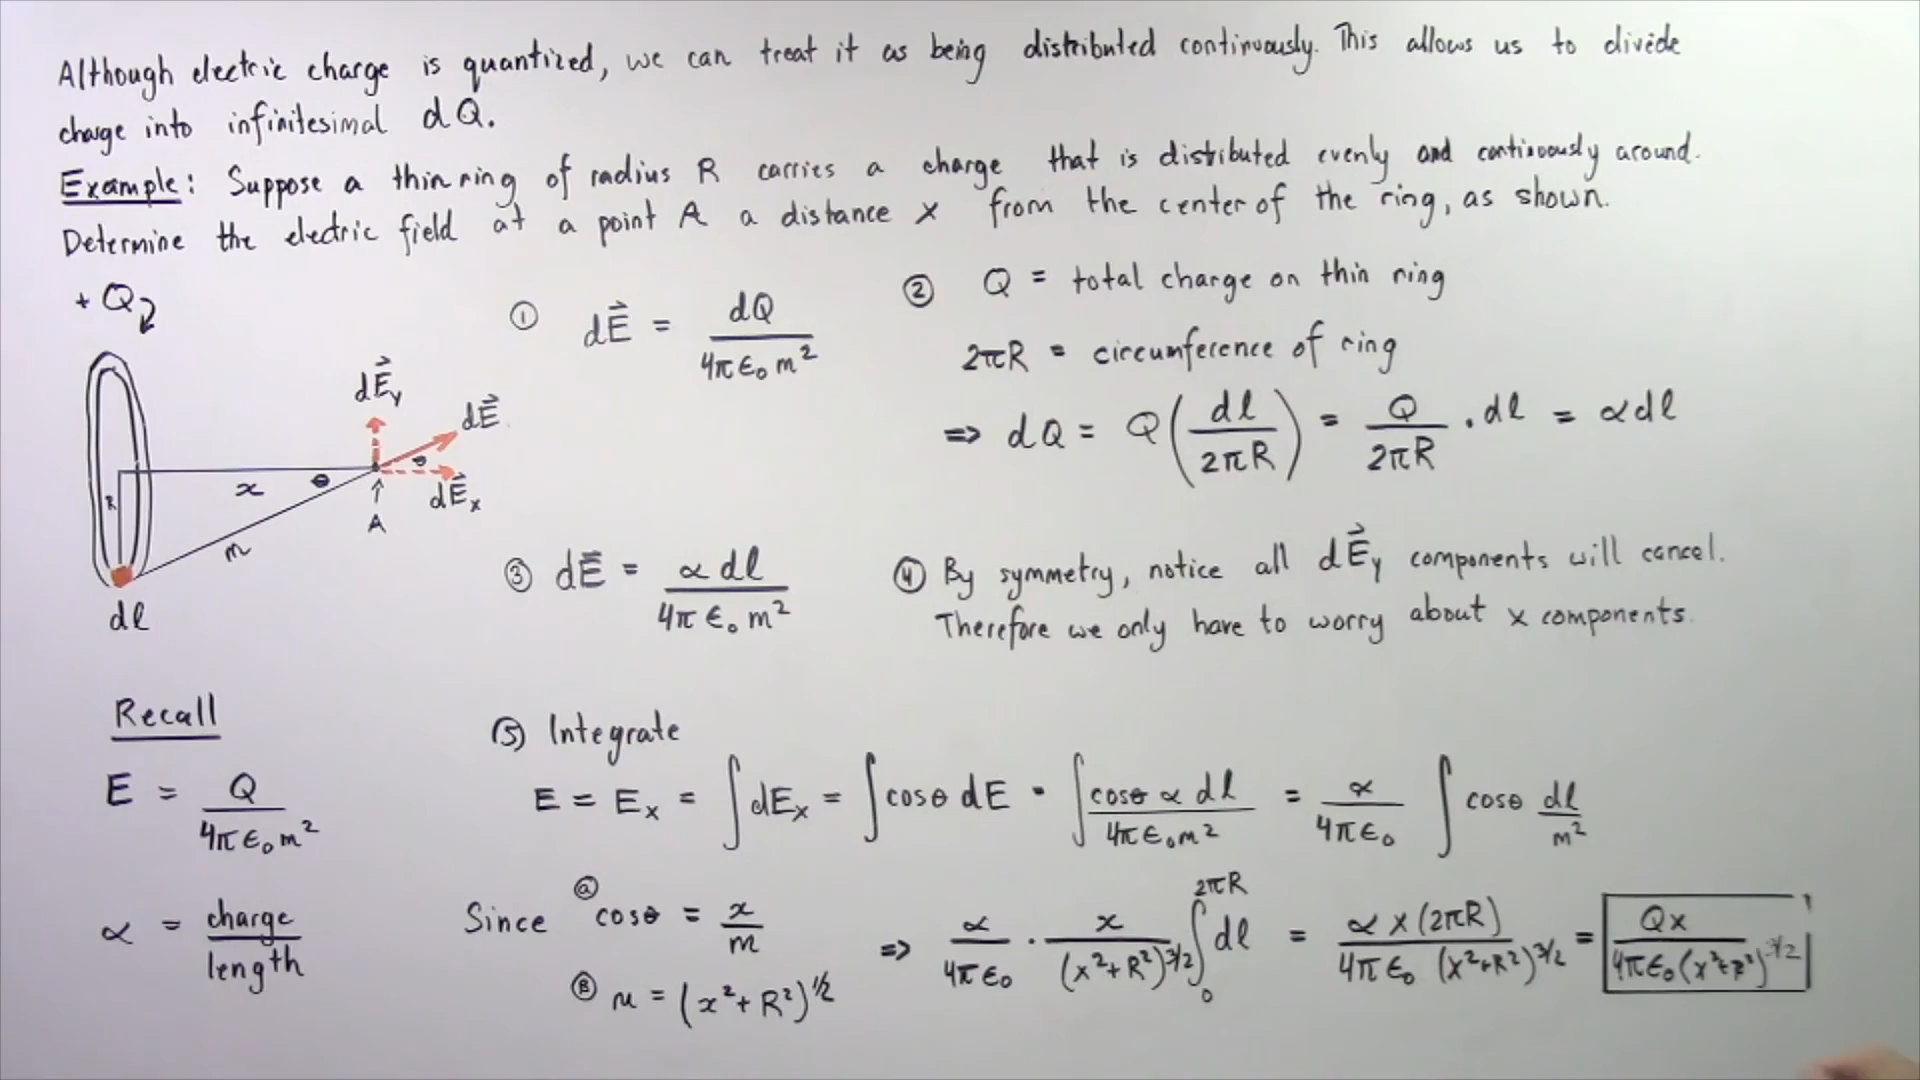 Although electric charge is quantized, we can treat it as being distributed continuously. This allows us to divide
charge into infinitesimal dQ.
Example: Suppose a thin ring of radius R carries a charge that is distributed evenly and continuously around.
Determine the electric field at a point A a distance x from the center of the ring, as shown.
+Q
dE⃗y
dE⃗
θ
dE⃗x
x
θ
R
A
m
dl
① dE⃗ = dQ / 4πε₀m²
② Q = total charge on thin ring
2πR = circumference of ring
⇒ dQ = Q(dl / 2πR) = Q / 2πR · dl = αdl
③ dE = α dl / 4πε₀m²
④ By symmetry, notice all dE⃗y components will cancel.
Therefore we only have to worry about x components.
Recall
E = Q / 4πε₀m²
α = charge / length
⑤ Integrate
E = Ex = ∫dEx = ∫cosθ dE = ∫cosθ α dl / 4πε₀m² = α / 4πε₀ ∫ cosθ dl / m²
Since ⓐ cosθ = x / m
Ⓑ m = (x²+R²)^1/2
⇒ α / 4πε₀ · x / (x²+R²)^3/2 ∫₀^2πR dl = α x (2πR) / 4πε₀ (x²+R²)^3/2 = Qx / 4πε₀(x²+R²)^3/2